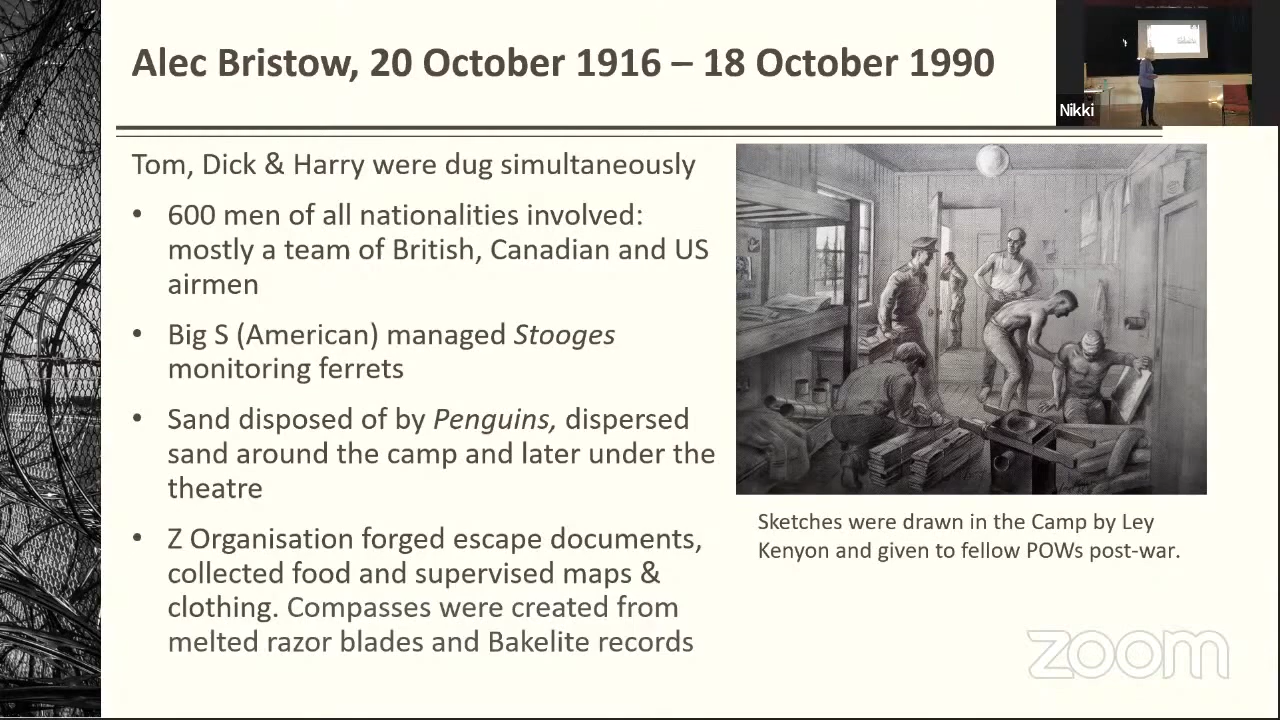 Alec Bristow, 20 October 1916 – 18 October 1990
Nikki
Tom, Dick & Harry were dug simultaneously
• 600 men of all nationalities involved:
mostly a team of British, Canadian and US
airmen
• Big S (American) managed Stooges
monitoring ferrets
• Sand disposed of by Penguins, dispersed
sand around the camp and later under the
theatre
• Z Organisation forged escape documents,
collected food and supervised maps &
clothing. Compasses were created from
melted razor blades and Bakelite records
Sketches were drawn in the Camp by Ley
Kenyon and given to fellow POWs post-war.
zoom